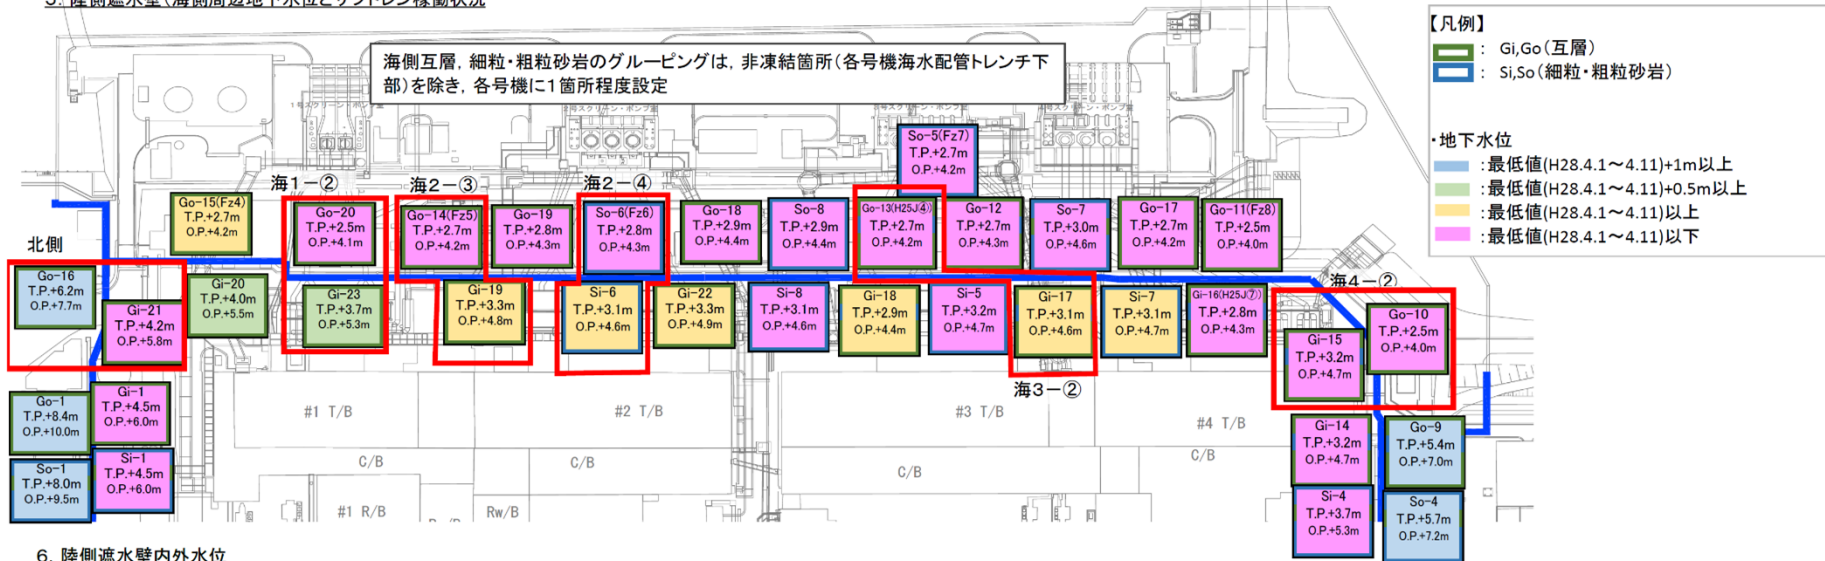 5. 陸側遮水壁(海側周辺地下水位とサブドレン稼働状況
海側互層，細粒・粗粒砂岩のグルーピングは，非凍結箇所(各号機海水配管トレンチ下
部)を除き，各号機に1箇所程度設定
【凡例】
： Gi,Go(互層)
： Si,So(細粒・粗粒砂岩)
・地下水位
：最低値(H28.4.1～4.11)+1m以上
：最低値(H28.4.1～4.11)+0.5m以上
：最低値(H28.4.1～4.11)以上
：最低値(H28.4.1～4.11)以下
So-5(Fz7)
T.P.+2.7m
O.P.+4.2m
海1－②
海2－③
海2－④
Go-15(Fz4)
T.P.+2.7m
O.P.+4.2m
Go-20
T.P.+2.5m
O.P.+4.1m
Go-14(Fz5)
T.P.+2.7m
O.P.+4.2m
Go-19
T.P.+2.8m
O.P.+4.3m
So-6(Fz6)
T.P.+2.8m
O.P.+4.3m
Go-18
T.P.+2.9m
O.P.+4.4m
So-8
T.P.+2.9m
O.P.+4.4m
Go-13(H25J④)
T.P.+2.7m
O.P.+4.2m
Go-12
T.P.+2.7m
O.P.+4.3m
So-7
T.P.+3.0m
O.P.+4.6m
Go-17
T.P.+2.7m
O.P.+4.2m
Go-11(Fz8)
T.P.+2.5m
O.P.+4.0m
北側
Go-16
T.P.+6.2m
O.P.+7.7m
Gi-21
T.P.+4.2m
O.P.+5.8m
Gi-20
T.P.+4.0m
O.P.+5.5m
Gi-23
T.P.+3.7m
O.P.+5.3m
Gi-19
T.P.+3.3m
O.P.+4.8m
Si-6
T.P.+3.1m
O.P.+4.6m
Gi-22
T.P.+3.3m
O.P.+4.9m
Si-8
T.P.+3.1m
O.P.+4.6m
Gi-18
T.P.+2.9m
O.P.+4.4m
Si-5
T.P.+3.2m
O.P.+4.7m
Gi-17
T.P.+3.1m
O.P.+4.6m
Si-7
T.P.+3.1m
O.P.+4.7m
Gi-16(H25J⑦)
T.P.+2.8m
O.P.+4.3m
海4－②
Gi-15
T.P.+3.2m
O.P.+4.7m
Go-10
T.P.+2.5m
O.P.+4.0m
海3－②
Go-1
T.P.+8.4m
O.P.+10.0m
Gi-1
T.P.+4.5m
O.P.+6.0m
So-1
T.P.+8.0m
O.P.+9.5m
Si-1
T.P.+4.5m
O.P.+6.0m
#1 T/B
#2 T/B
#3 T/B
#4 T/B
C/B
C/B
C/B
C/B
#1 R/B
Rw/B
Gi-14
T.P.+3.2m
O.P.+4.7m
Go-9
T.P.+5.4m
O.P.+7.0m
Si-4
T.P.+3.7m
O.P.+5.3m
So-4
T.P.+5.7m
O.P.+7.2m
6. 陸側遮水壁内外水位